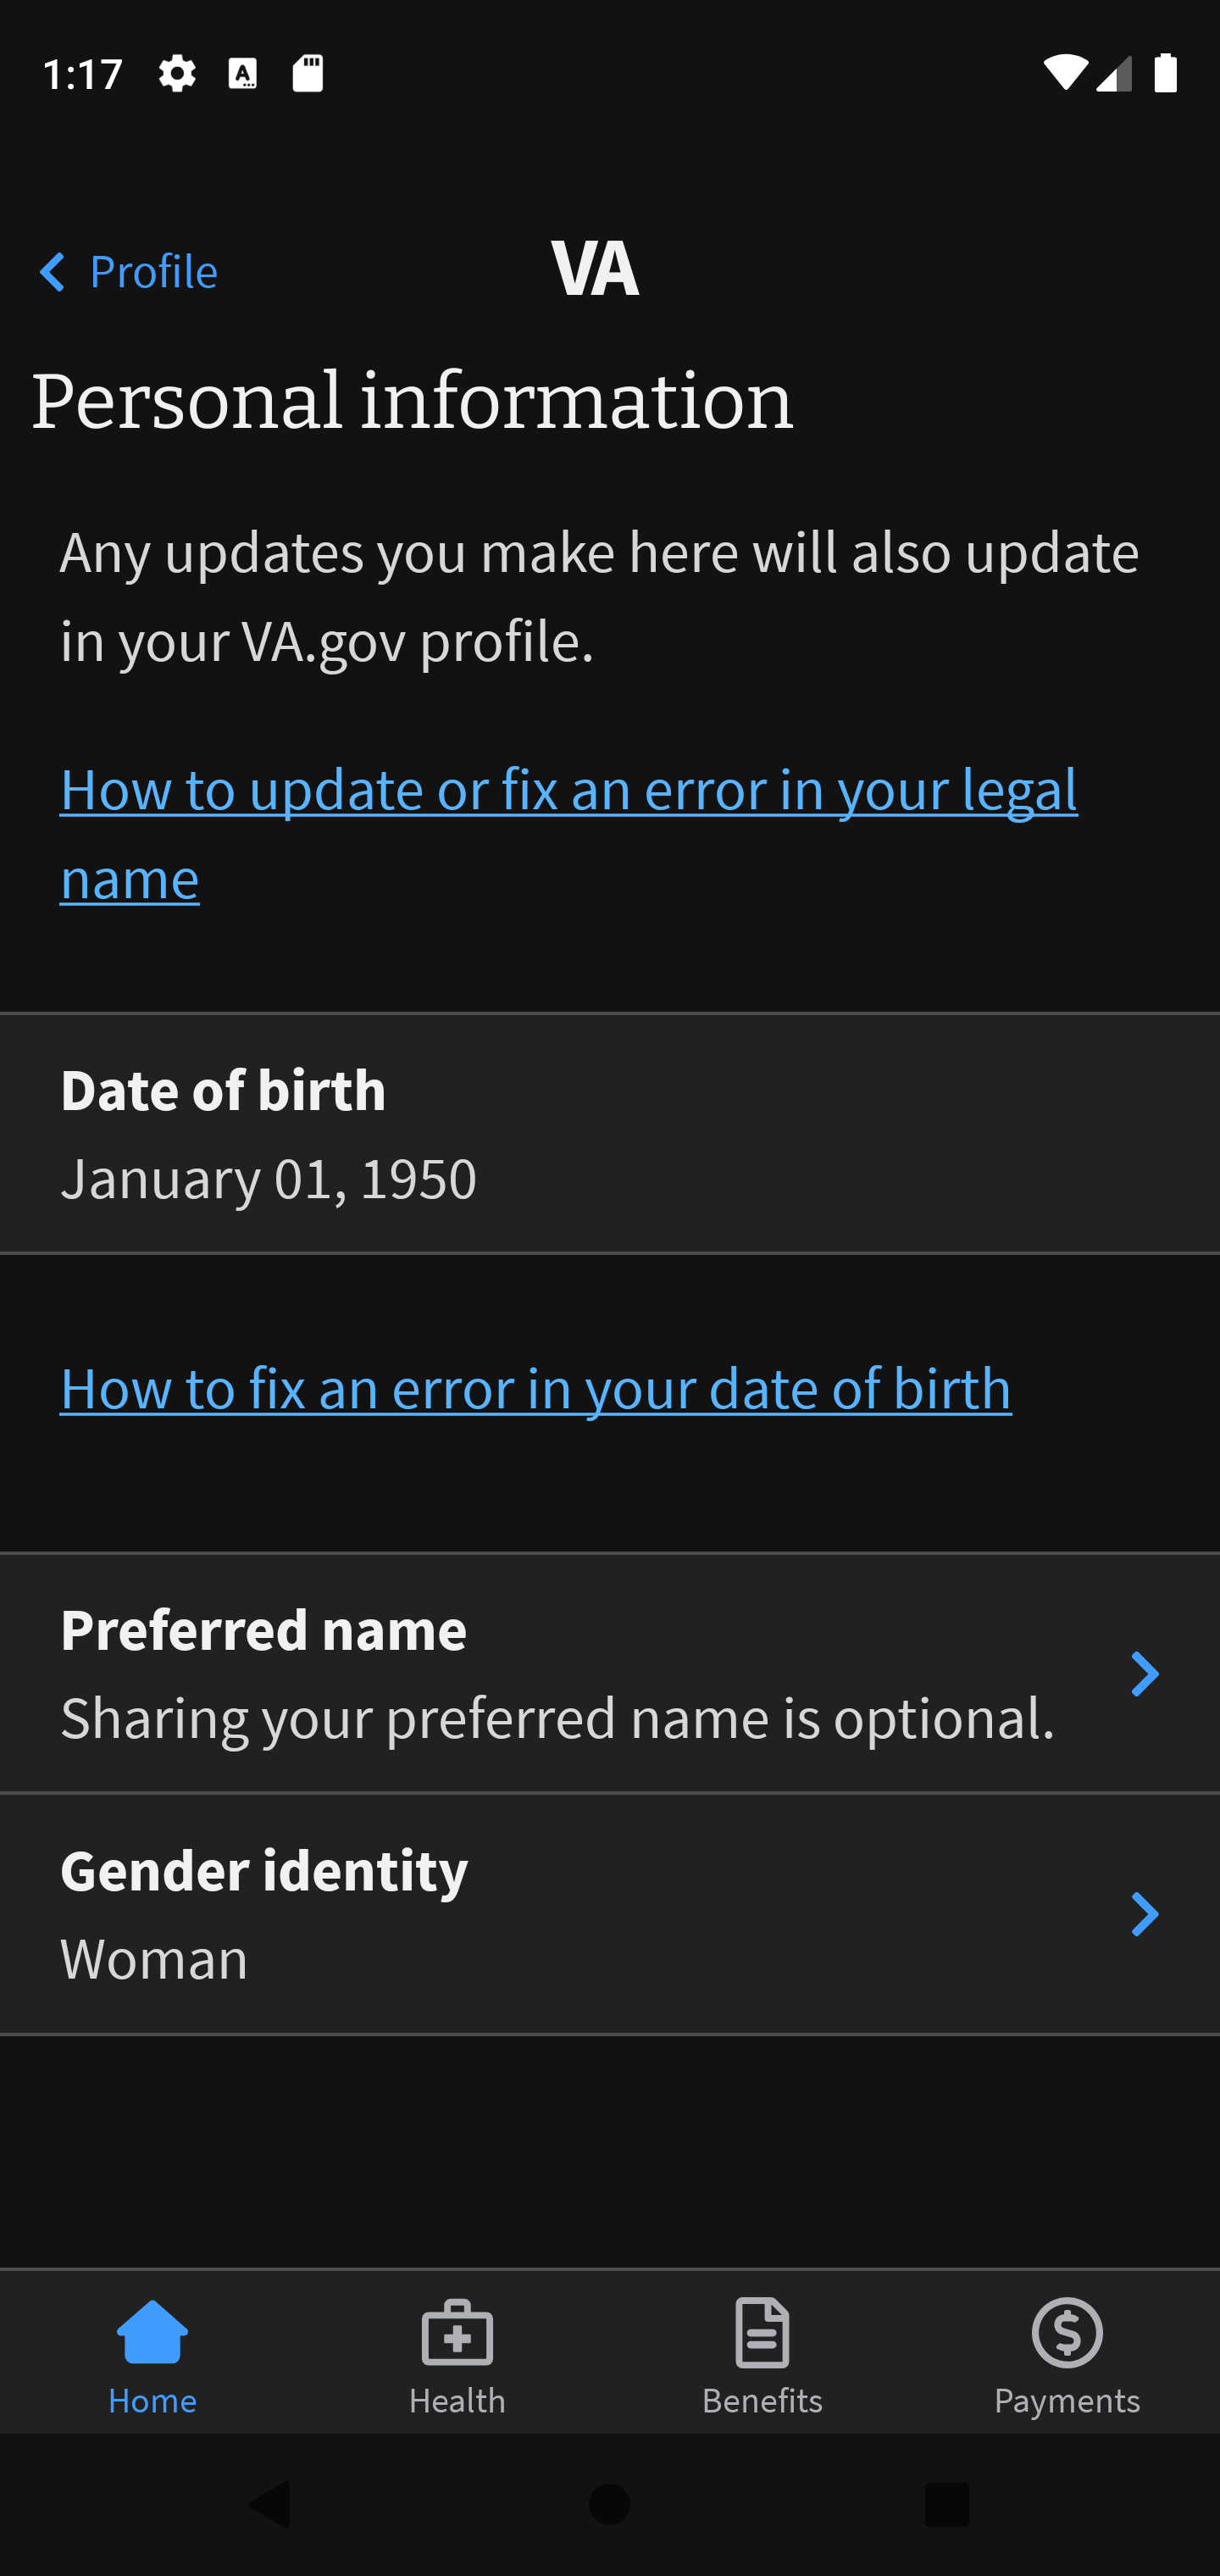 1:17
Profile
VA
Personal information
Any updates you make here will also update
in your VA.gov profile.
How to update or fix an error in your legal
name
Date of birth
January 01, 1950
How to fix an error in your date of birth
Preferred name
Sharing your preferred name is optional.
Gender identity
Woman
Home
Health
Benefits
Payments